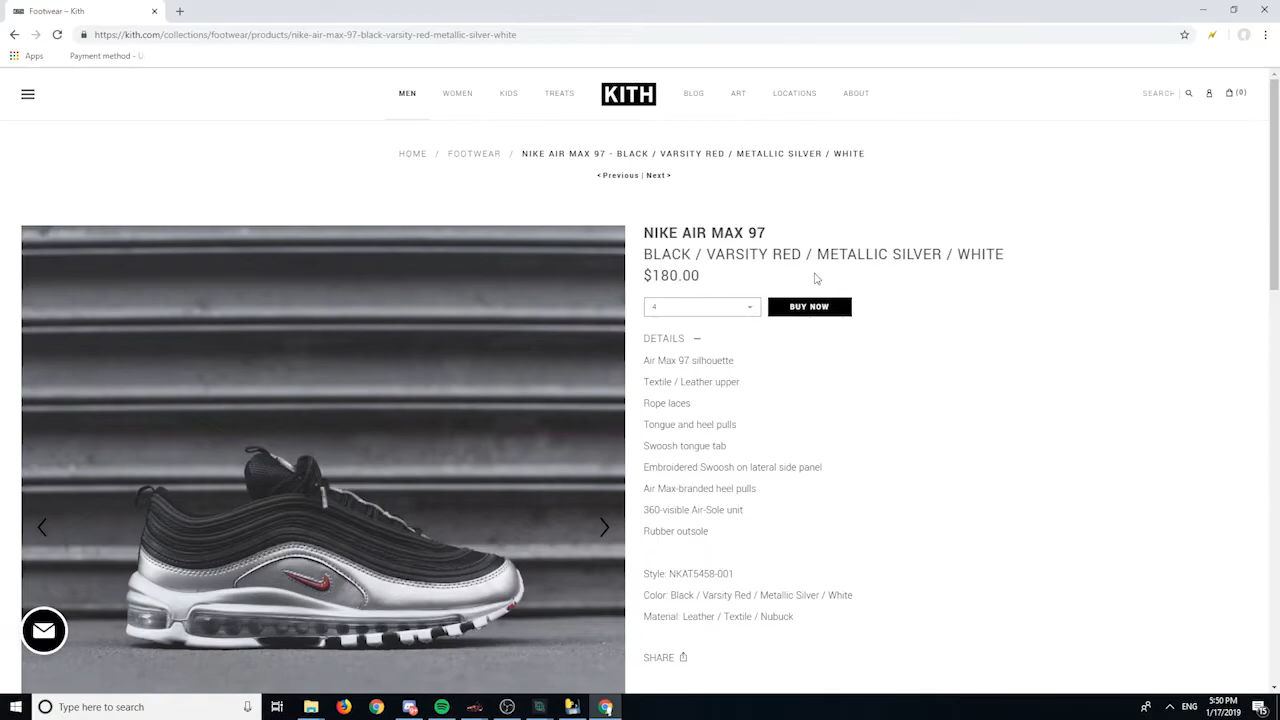 Footwear – Kith
https://kith.com/collections/footwear/products/nike-air-max-97-black-varsity-red-metallic-silver-white
Apps Payment method - U
MEN WOMEN KIDS TREATS KITH BLOG ART LOCATIONS ABOUT SEARCH (0)
HOME / FOOTWEAR / NIKE AIR MAX 97 - BLACK / VARSITY RED / METALLIC SILVER / WHITE
< Previous | Next >
NIKE AIR MAX 97
BLACK / VARSITY RED / METALLIC SILVER / WHITE
$180.00
4 BUY NOW
DETAILS –
Air Max 97 silhouette
Textile / Leather upper
Rope laces
Tongue and heel pulls
Swoosh tongue tab
Embroidered Swoosh on lateral side panel
Air Max-branded heel pulls
360-visible Air-Sole unit
Rubber outsole
Style: NKAT5458-001
Color: Black / Varsity Red / Metallic Silver / White
Material: Leather / Textile / Nubuck
SHARE
Type here to search
ENG
5:50 PM
1/17/2019